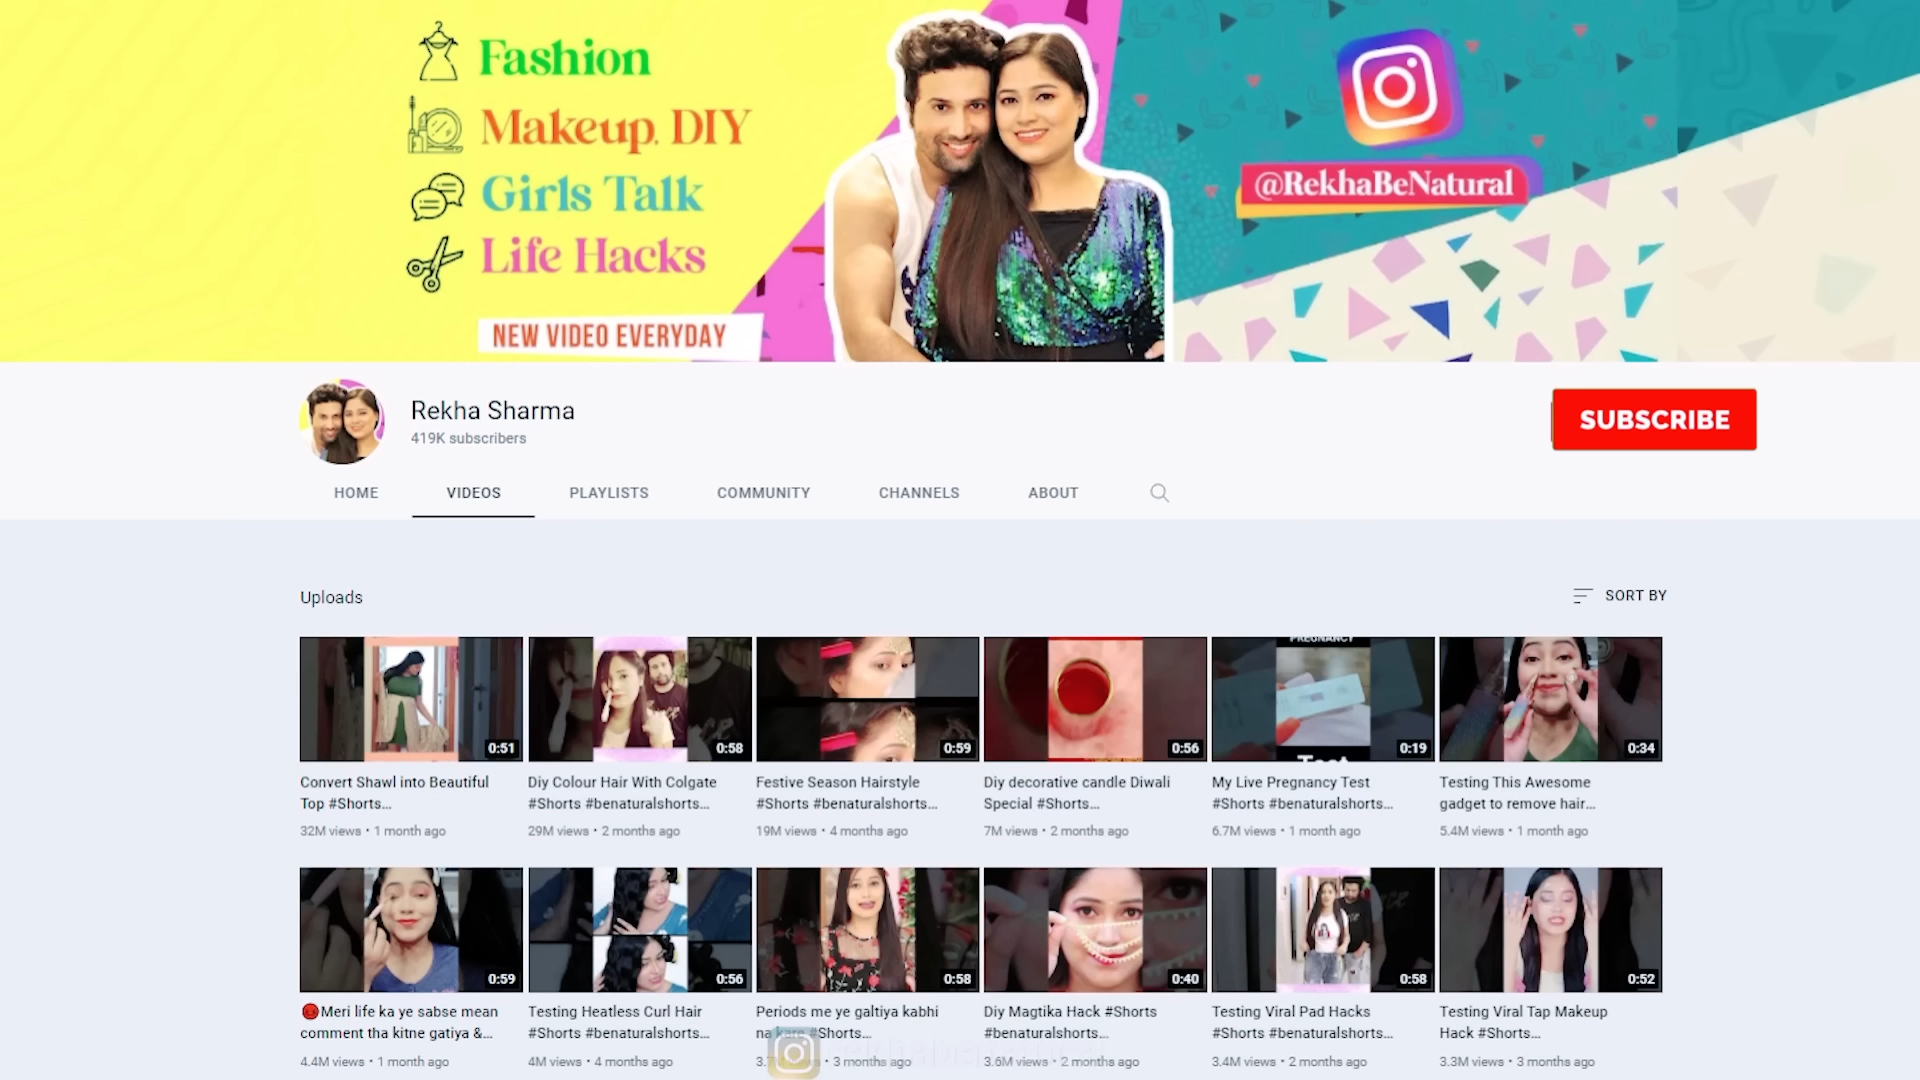 Fashion
Makeup, DIY
Girls Talk
Life Hacks
NEW VIDEO EVERYDAY
@RekhaBeNatural
Rekha Sharma
419K subscribers
SUBSCRIBE
HOME VIDEOS PLAYLISTS COMMUNITY CHANNELS ABOUT
Uploads
SORT BY
PREGNANCY
Test
0:51 0:58 0:59 0:56 0:19 0:34
Convert Shawl into Beautiful
Top #Shorts...
32M views • 1 month ago
Diy Colour Hair With Colgate
#Shorts #benaturalshorts...
29M views • 2 months ago
Festive Season Hairstyle
#Shorts #benaturalshorts...
19M views • 4 months ago
Diy decorative candle Diwali
Special #Shorts...
7M views • 2 months ago
My Live Pregnancy Test
#Shorts #benaturalshorts...
6.7M views • 1 month ago
Testing This Awesome
gadget to remove hair...
5.4M views • 1 month ago
0:59 0:56 0:58 0:40 0:58 0:52
Meri life ka ye sabse mean
comment tha kitne gatiya &...
4.4M views • 1 month ago
Testing Heatless Curl Hair
#Shorts #benaturalshorts...
4M views • 4 months ago
Periods me ye galtiya kabhi
na kare #Shorts...
• 3 months ago
Diy Magtika Hack #Shorts
#benaturalshorts...
3.6M views • 2 months ago
Testing Viral Pad Hacks
#Shorts #benaturalshorts...
3.4M views • 2 months ago
Testing Viral Tap Makeup
Hack #Shorts...
3.3M views • 3 months ago